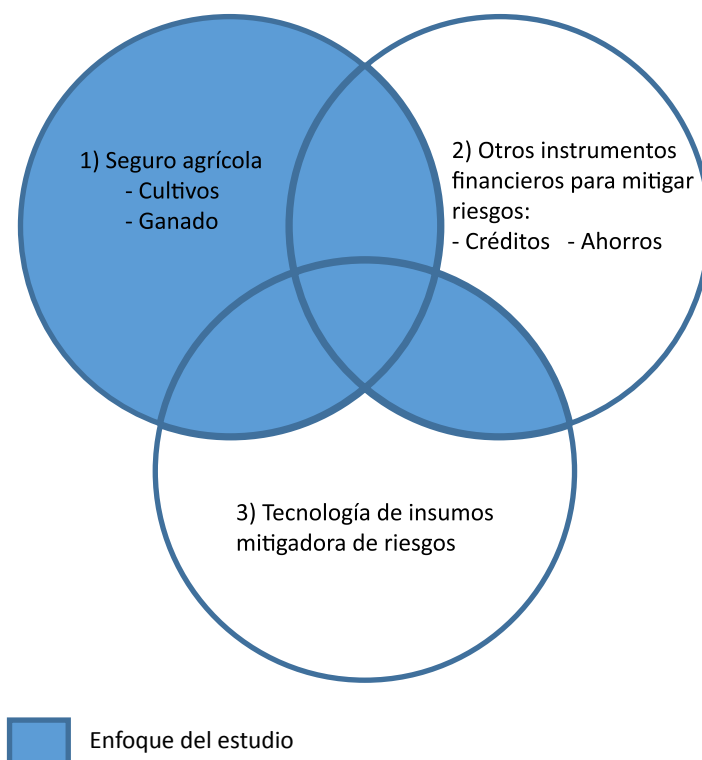 1) Seguro agrícola
- Cultivos
- Ganado
2) Otros instrumentos
financieros para mitigar
riesgos:
- Créditos - Ahorros
3) Tecnología de insumos
mitigadora de riesgos
Enfoque del estudio